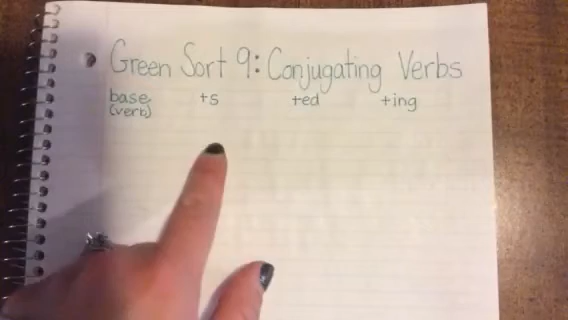 Green Sort 9: Conjugating Verbs
base +s +ed +ing
(verb)